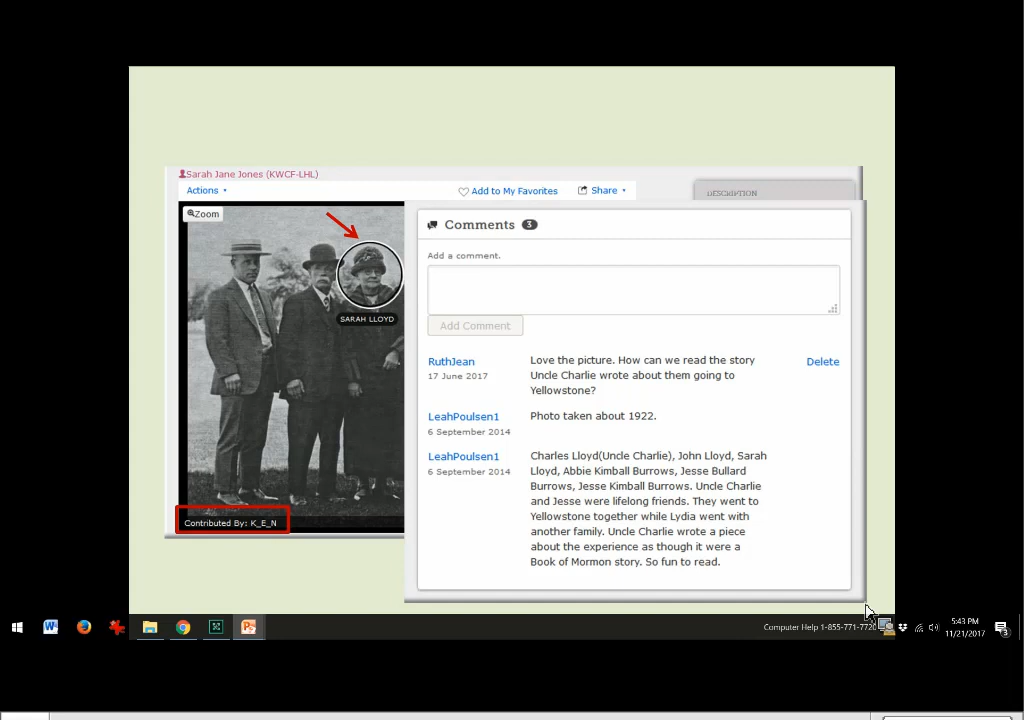 Sarah Jane Jones (KWCF-LHL)
Actions
Add to My Favorites
Share
DESCRIPTION
Zoom
SARAH LLOYD
Contributed By: K_E_N
Comments 3
Add a comment.
Add Comment
RuthJean
17 June 2017
Love the picture. How can we read the story
Uncle Charlie wrote about them going to
Yellowstone?
Delete
LeahPoulsen1
6 September 2014
Photo taken about 1922.
LeahPoulsen1
6 September 2014
Charles Lloyd(Uncle Charlie), John Lloyd, Sarah
Lloyd, Abbie Kimball Burrows, Jesse Bullard
Burrows, Jesse Kimball Burrows. Uncle Charlie
and Jesse were lifelong friends. They went to
Yellowstone together while Lydia went with
another family. Uncle Charlie wrote a piece
about the experience as though it were a
Book of Mormon story. So fun to read.
Computer Help 1-855-771-7720
5:43 PM
11/21/2017
3